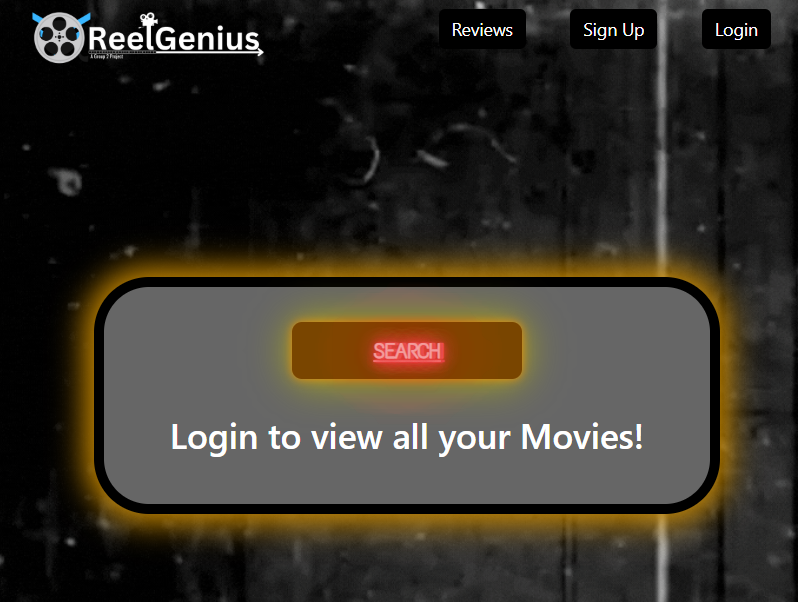 ReelGenius
A Group 2 Project
Reviews
Sign Up
Login
SEARCH
Login to view all your Movies!